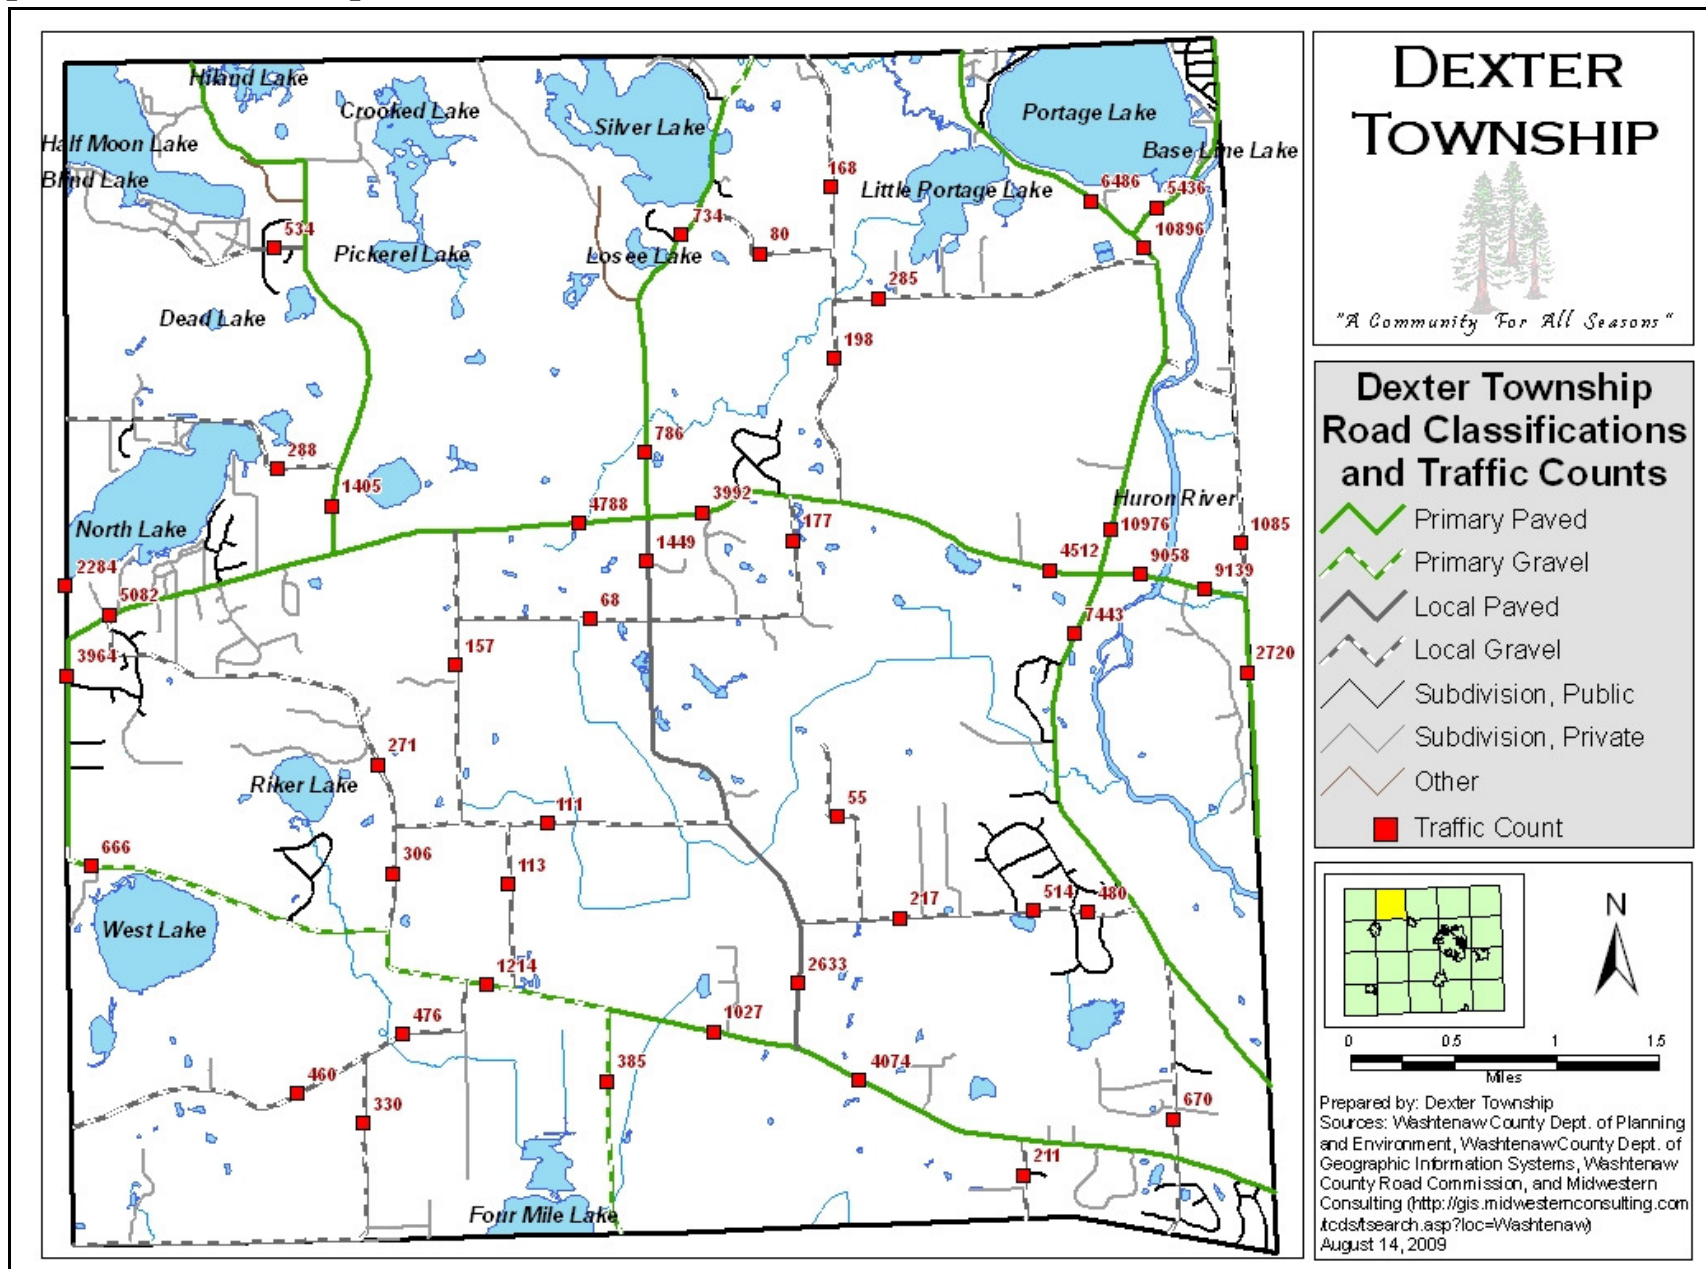 Hiland Lake
Crooked Lake
Half Moon Lake
Silver Lake
Portage Lake
Base Line Lake
Blind Lake
168
Little Portage Lake
6486
5436
534
734
80
10896
Pickerel Lake
Losee Lake
285
Dead Lake
198
288
786
1405
4788
3992
Huron River
North Lake
177
10976
1085
2284
1449
4512
9058
9139
5082
68
7443
3964
157
2720
271
Riker Lake
111
55
666
306
113
217
514
480
West Lake
1214
2633
476
1027
460
330
385
4074
670
211
Four Mile Lake
DEXTER
TOWNSHIP
"A Community For All Seasons"
Dexter Township
Road Classifications
and Traffic Counts
Primary Paved
Primary Gravel
Local Paved
Local Gravel
Subdivision, Public
Subdivision, Private
Other
Traffic Count
N
0 0.5 1 1.5
Miles
Prepared by: Dexter Township
Sources: Washtenaw County Dept. of Planning
and Environment, Washtenaw County Dept. of
Geographic Information Systems, Washtenaw
County Road Commission, and Midwestern
Consulting (http://gis.midwesternconsulting.com
/tcds/tsearch.asp?loc=Washtenaw)
August 14, 2009